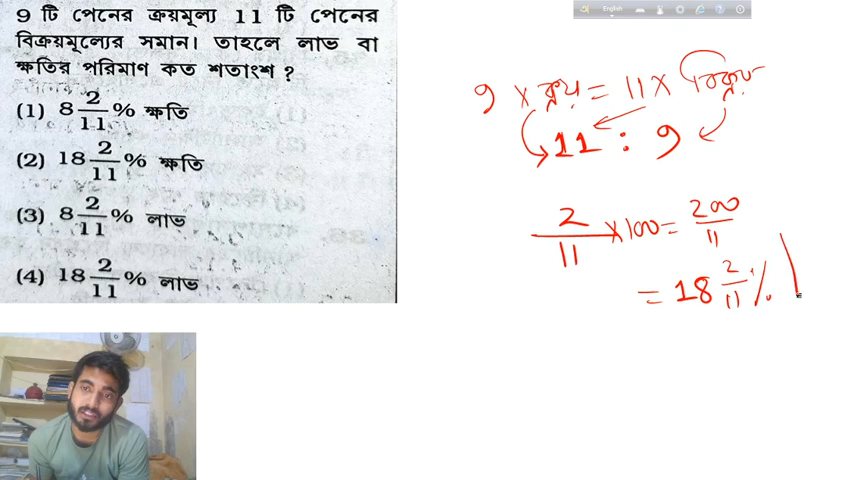 English
9 টি পেনের ক্রয়মূল্য 11 টি পেনের
বিক্রয়মূল্যের সমান। তাহলে লাভ বা
ক্ষতির পরিমাণ কত শতাংশ ?
(1) 8 2/11 % ক্ষতি
(2) 18 2/11 % ক্ষতি
(3) 8 2/11 % লাভ
(4) 18 2/11 % লাভ
9 × ক্রয় = 11 × বিক্রয়
11 : 9
2/11 × 100 = 200/11
= 18 2/11 %